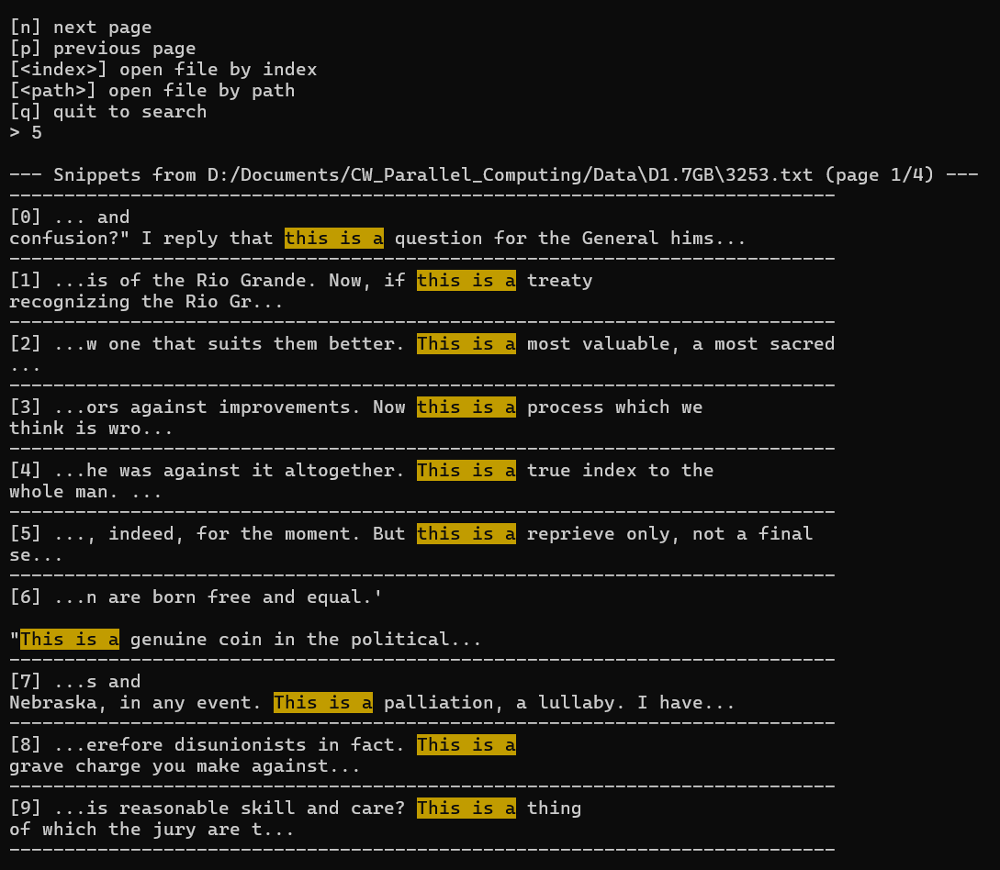 [n] next page
[p] previous page
[<index>] open file by index
[<path>] open file by path
[q] quit to search
> 5
--- Snippets from D:/Documents/CW_Parallel_Computing/Data\D1.7GB\3253.txt (page 1/4) ---
---------------------------------------------------------------------------
[0] ... and
confusion?" I reply that this is a question for the General hims...
---------------------------------------------------------------------------
[1] ...is of the Rio Grande. Now, if this is a treaty
recognizing the Rio Gr...
---------------------------------------------------------------------------
[2] ...w one that suits them better. This is a most valuable, a most sacred
...
---------------------------------------------------------------------------
[3] ...ors against improvements. Now this is a process which we
think is wro...
---------------------------------------------------------------------------
[4] ...he was against it altogether. This is a true index to the
whole man. ...
---------------------------------------------------------------------------
[5] ..., indeed, for the moment. But this is a reprieve only, not a final
se...
---------------------------------------------------------------------------
[6] ...n are born free and equal.'
"This is a genuine coin in the political...
---------------------------------------------------------------------------
[7] ...s and
Nebraska, in any event. This is a palliation, a lullaby. I have...
---------------------------------------------------------------------------
[8] ...erefore disunionists in fact. This is a
grave charge you make against...
---------------------------------------------------------------------------
[9] ...is reasonable skill and care? This is a thing
of which the jury are t...
---------------------------------------------------------------------------